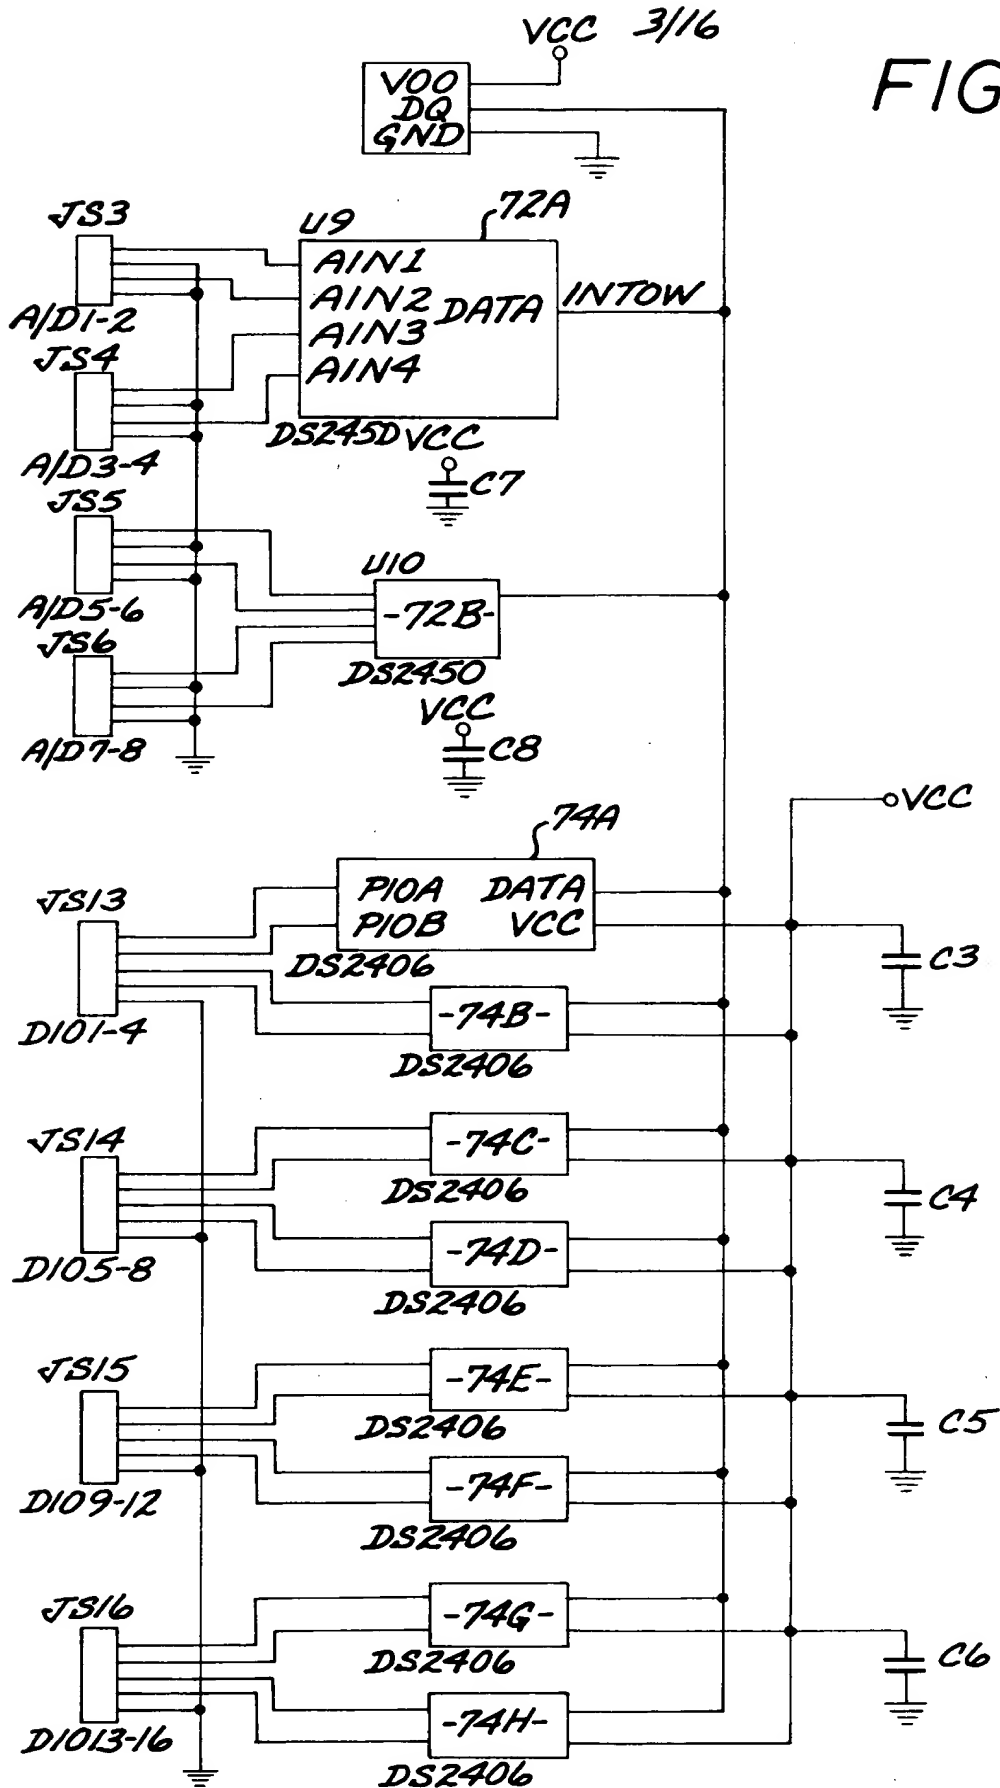 VCC 3/16
FIG
VOO
DQ
GND
JS3
U9
72A
AIN1
AIN2
AIN3
AIN4
DATA
INTOW
A/D1-2
JS4
DS245D VCC
A/D3-4
C7
JS5
U10
-72B-
A/D5-6
JS6
DS2450
VCC
A/D7-8
C8
VCC
74A
JS13
PIOA DATA
PIOB VCC
DS2406
C3
-74B-
DIO1-4
DS2406
JS14
-74C-
DS2406
C4
-74D-
DIO5-8
DS2406
JS15
-74E-
DS2406
C5
-74F-
DIO9-12
DS2406
JS16
-74G-
DS2406
C6
-74H-
DIO13-16
DS2406